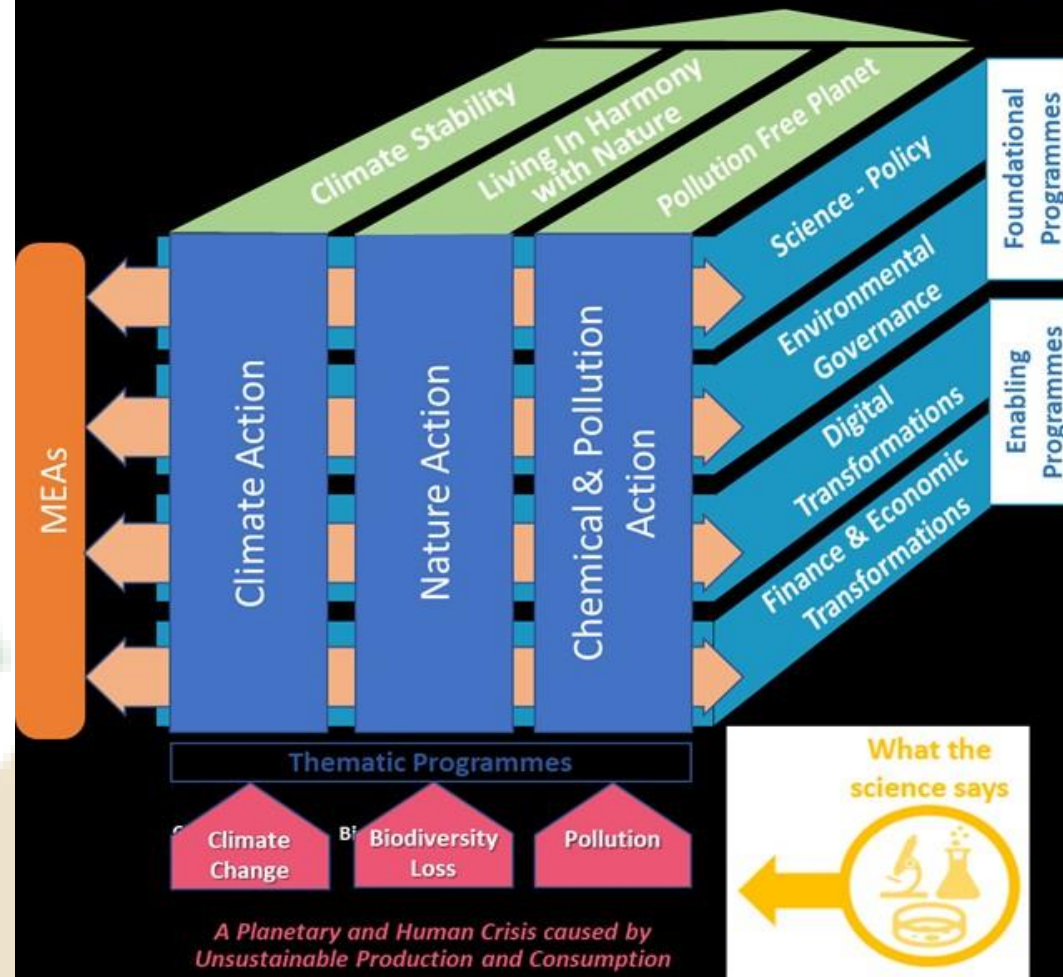 Climate Stability
Living In Harmony
with Nature
Pollution Free Planet
Science - Policy
Environmental
Governance
Digital
Transformations
Finance & Economic
Transformations
Foundational
Programmes
Enabling
Programmes
MEAs
Climate Action
Nature Action
Chemical & Pollution
Action
Thematic Programmes
Climate
Change
Biodiversity
Loss
Pollution
A Planetary and Human Crisis caused by
Unsustainable Production and Consumption
What the
science says